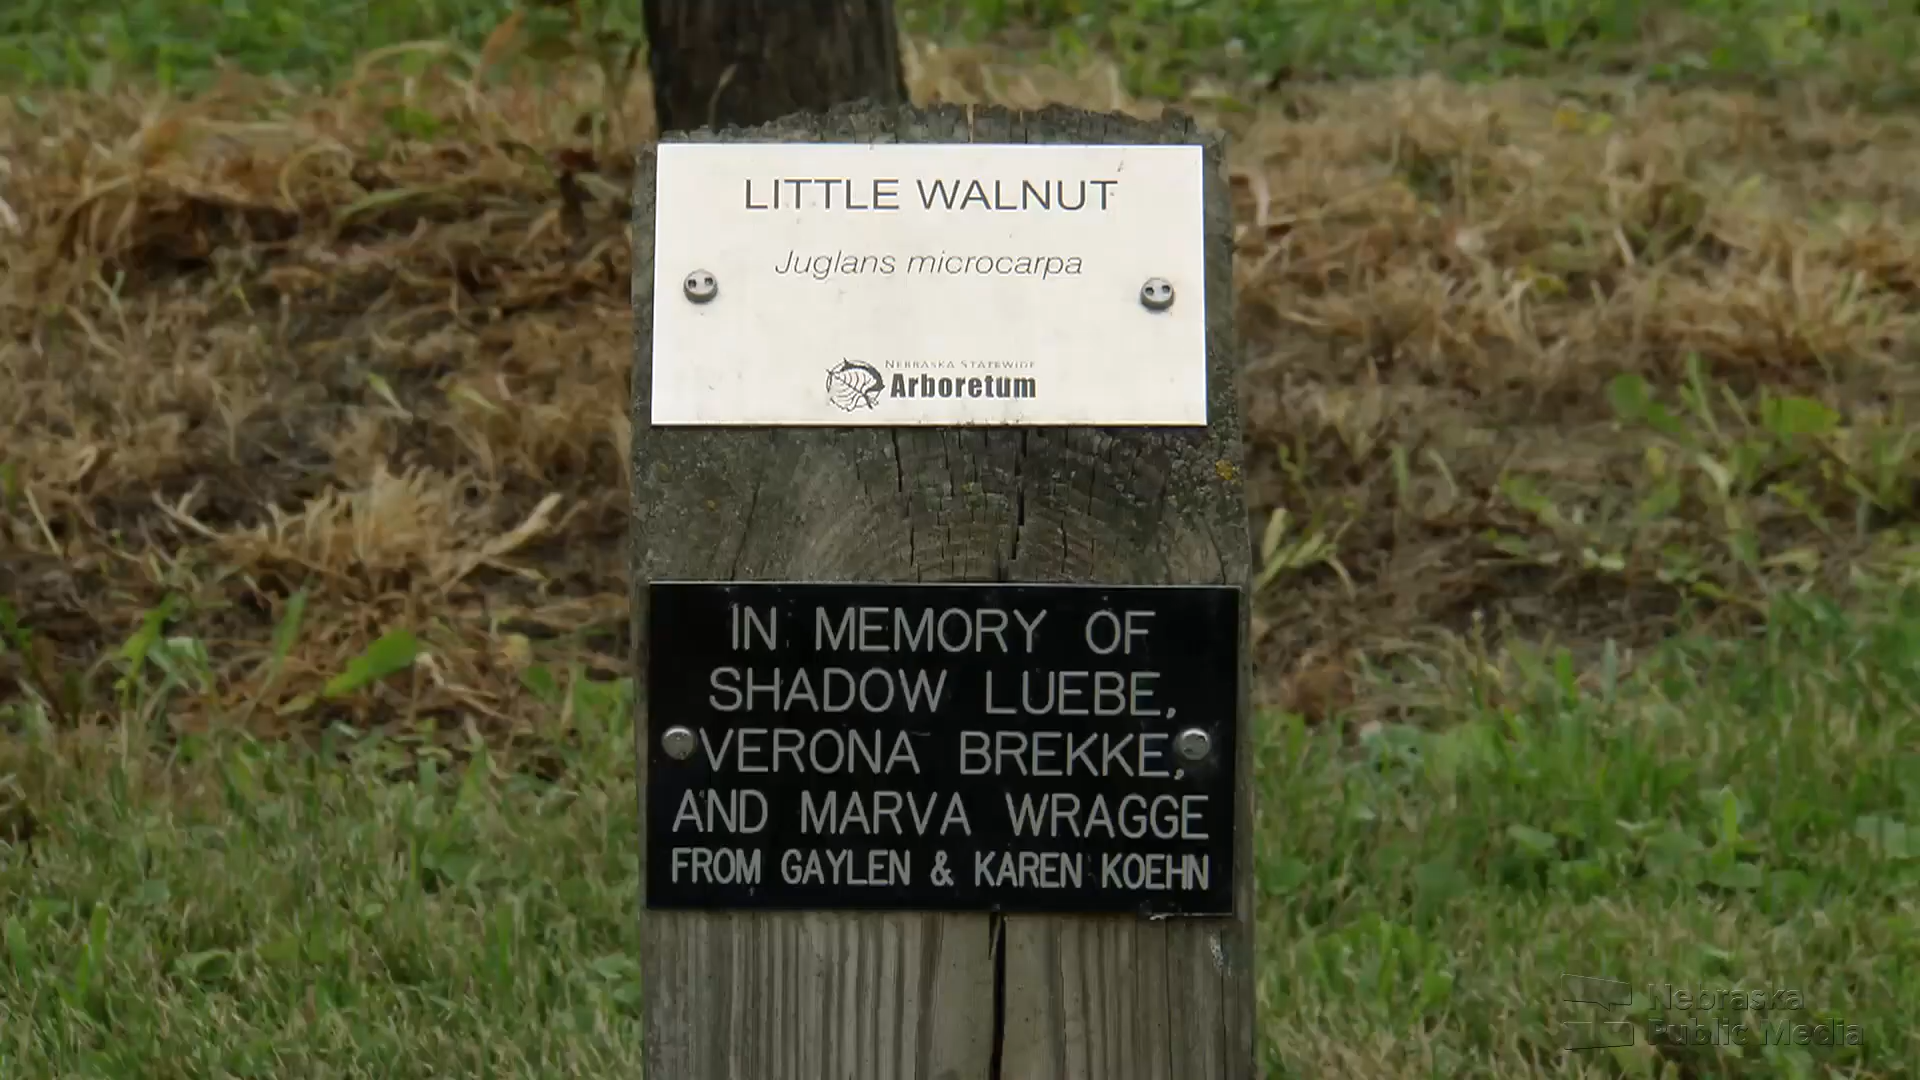 LITTLE WALNUT
Juglans microcarpa
NEBRASKA STATEWIDE
Arboretum
IN MEMORY OF
SHADOW LUEBE,
VERONA BREKKE,
AND MARVA WRAGGE
FROM GAYLEN & KAREN KOEHN
Nebraska
Public Media